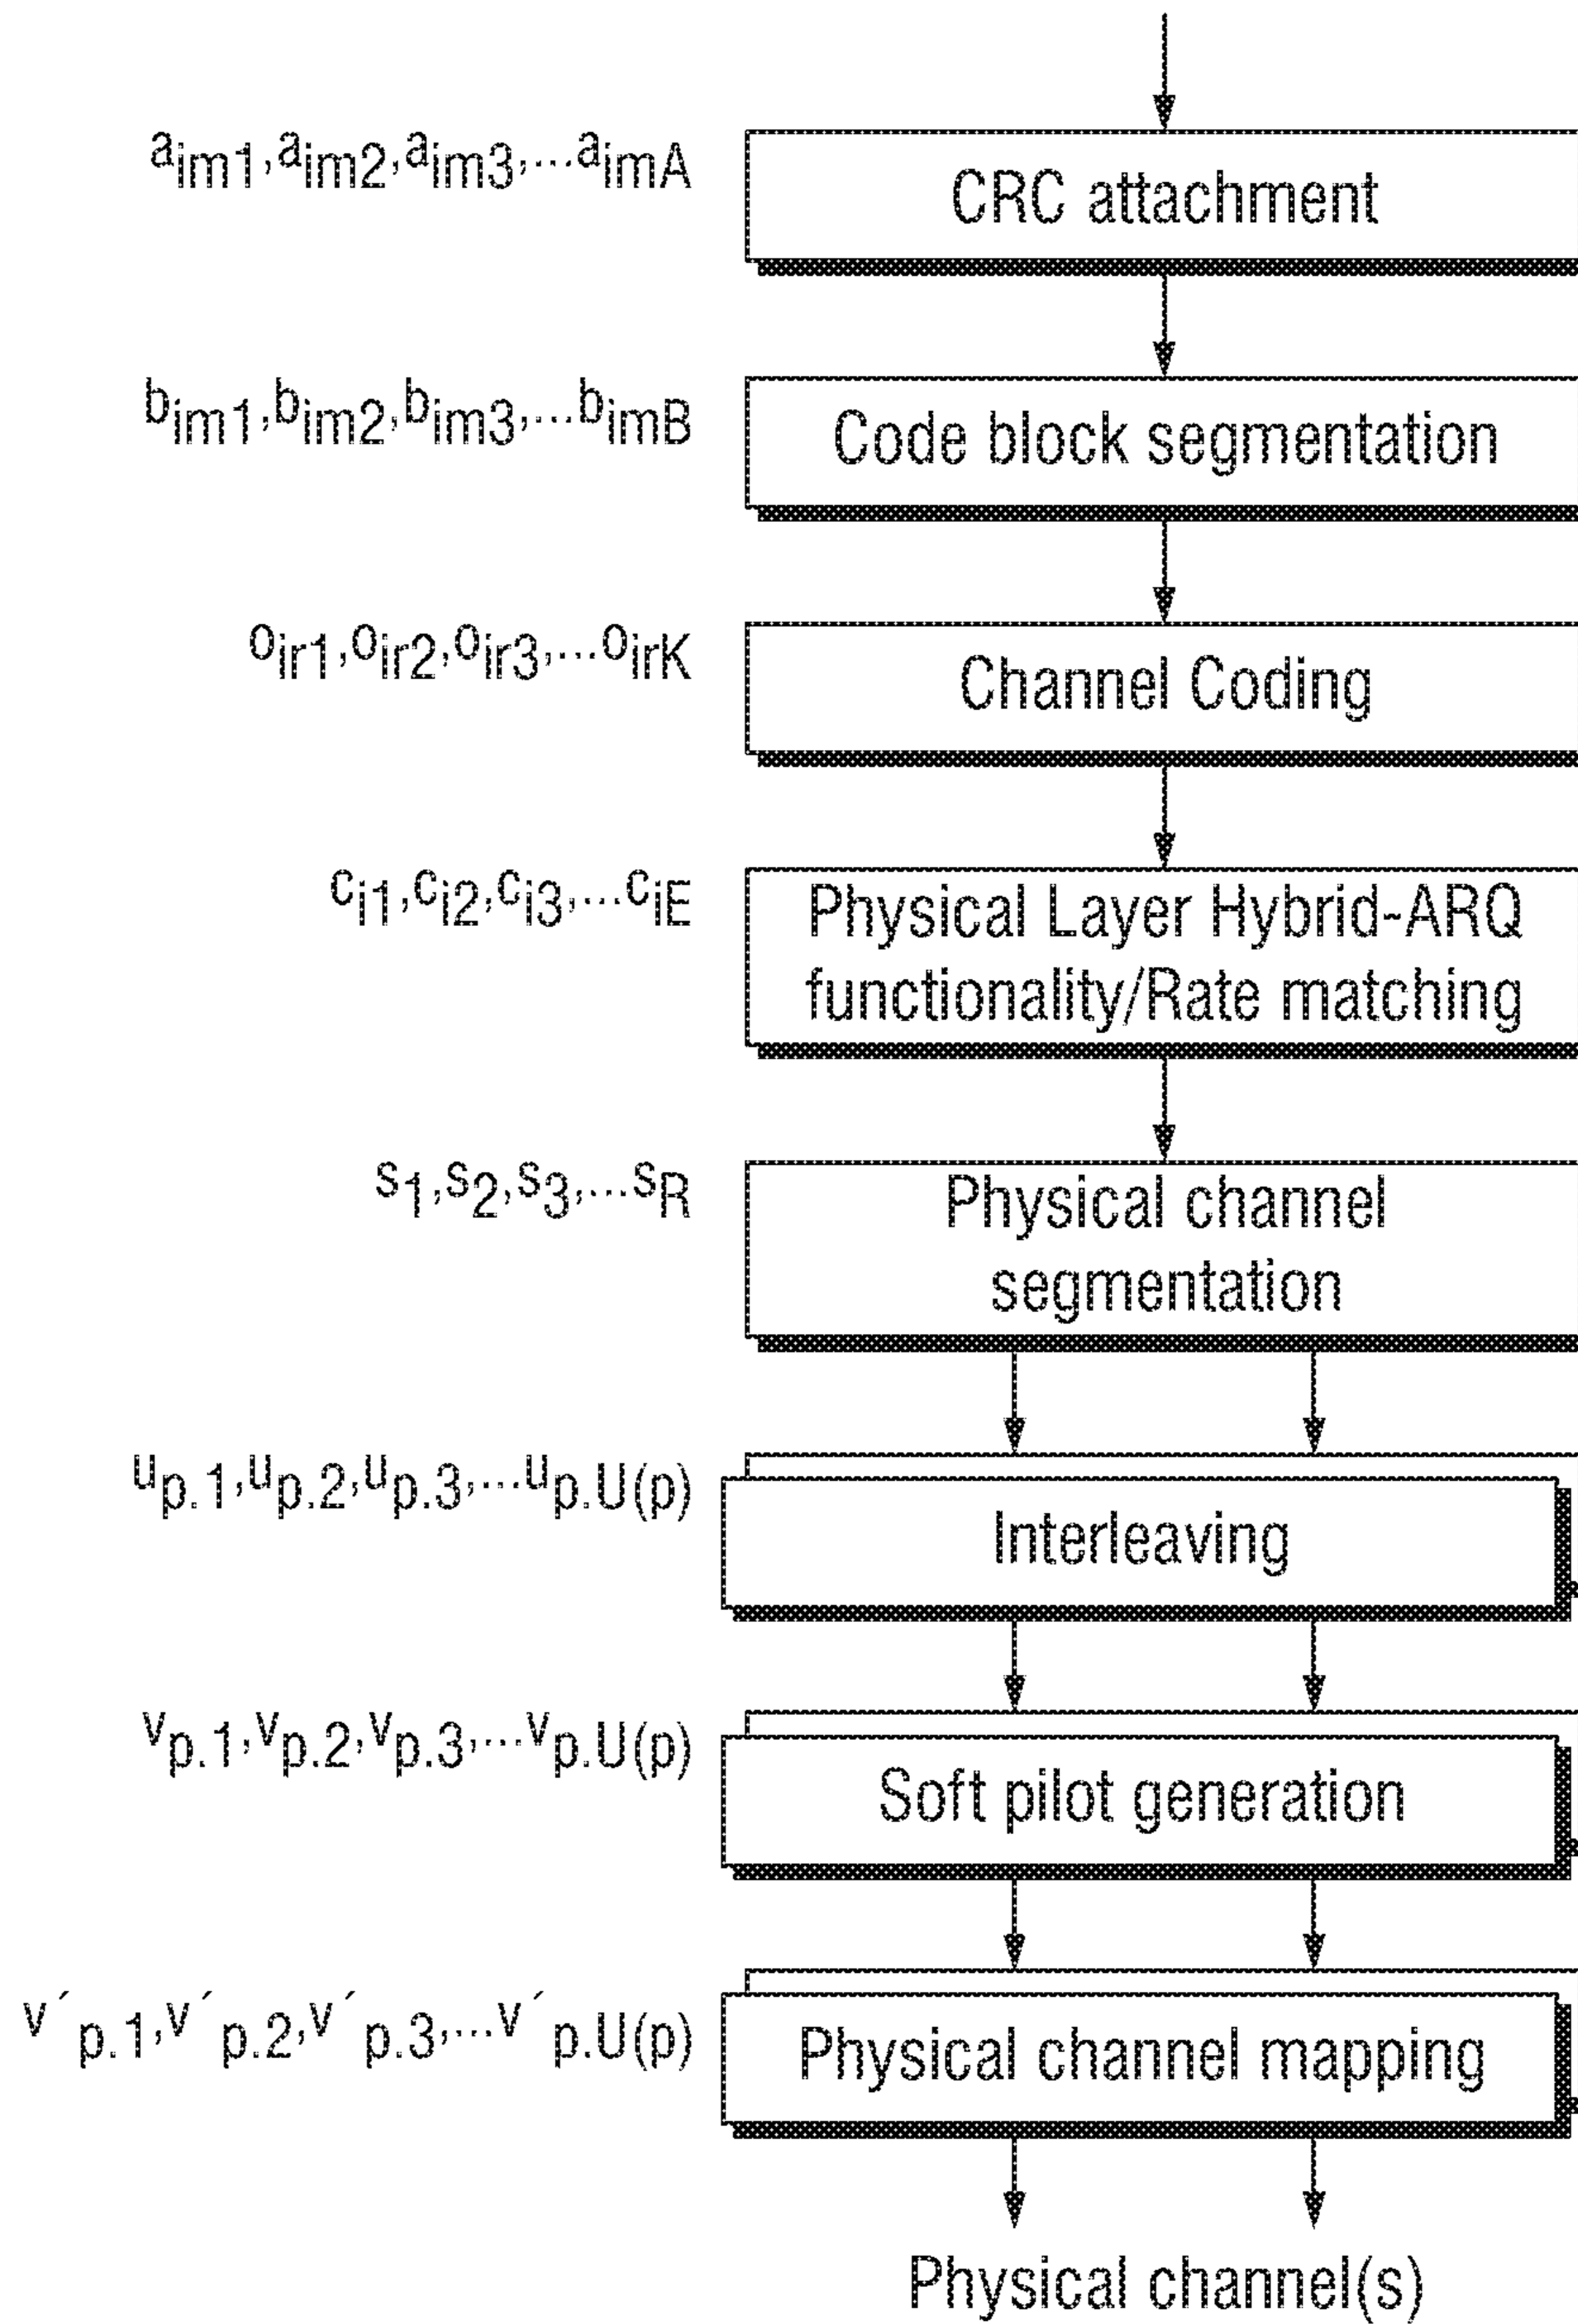 a_im1,a_im2,a_im3,...a_imA
CRC attachment
b_im1,b_im2,b_im3,...b_imB
Code block segmentation
o_ir1,o_ir2,o_ir3,...o_irK
Channel Coding
c_i1,c_i2,c_i3,...c_iE
Physical Layer Hybrid-ARQ
functionality/Rate matching
s_1,s_2,s_3,...s_R
Physical channel
segmentation
u_p.1,u_p.2,u_p.3,...u_p.U(p)
Interleaving
v_p.1,v_p.2,v_p.3,...v_p.U(p)
Soft pilot generation
v´_p.1,v´_p.2,v´_p.3,...v´_p.U(p)
Physical channel mapping
Physical channel(s)